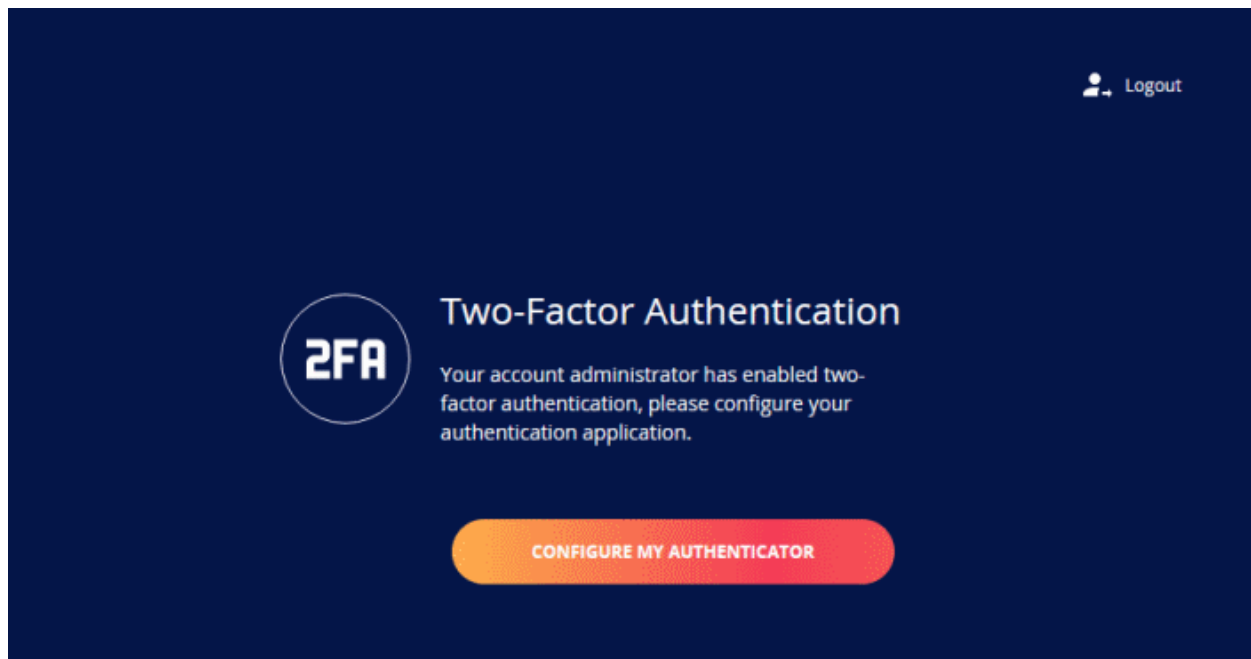 Logout
Two-Factor Authentication
2FA
Your account administrator has enabled two-
factor authentication, please configure your
authentication application.
CONFIGURE MY AUTHENTICATOR